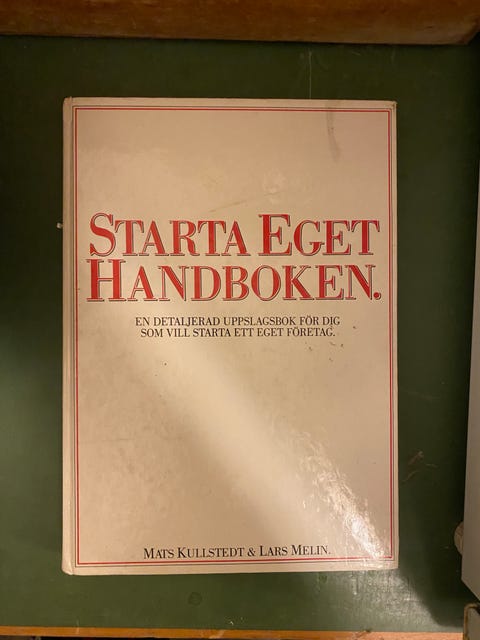 STARTA EGET
HANDBOKEN.
EN DETALJERAD UPPSLAGSBOK FÖR DIG
SOM VILL STARTA ETT EGET FÖRETAG.
MATS KULLSTEDT & LARS MELIN.